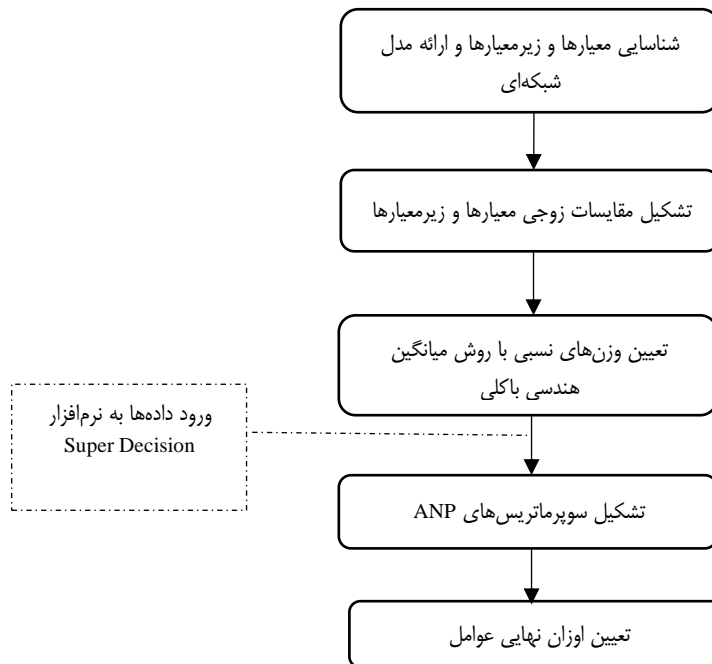 شناسایی معیارها و زیرمعیارها و ارائه مدل
شبکه‌ای
تشکیل مقایسات زوجی معیارها و زیرمعیارها
تعیین وزن‌های نسبی با روش میانگین
هندسی باکلی
ورود داده‌ها به نرم‌افزار
Super Decision
تشکیل سوپرماتریس‌های ANP
تعیین اوزان نهایی عوامل